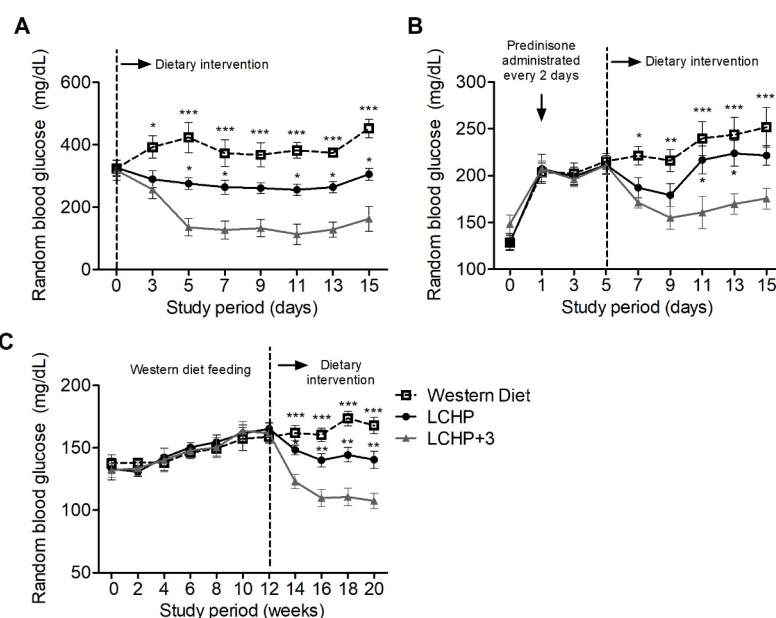 A
Random blood glucose (mg/dL)
600
400
200
0
Dietary intervention
* *** *** *** *** *** ***
* * * * *
0 3 5 7 9 11 13 15
Study period (days)
B
Random blood glucose (mg/dL)
300
250
200
150
100
Predinisone
administrated
every 2 days
Dietary intervention
* ** *** *** ***
* *
0 1 3 5 7 9 11 13 15
Study period (days)
C
Random blood glucose (mg/dL)
200
150
100
50
Western diet feeding
Dietary
intervention
*** *** *** ***
* ** ** **
0 2 4 6 8 10 12 14 16 18 20
Study period (weeks)
Western Diet
LCHP
LCHP+3